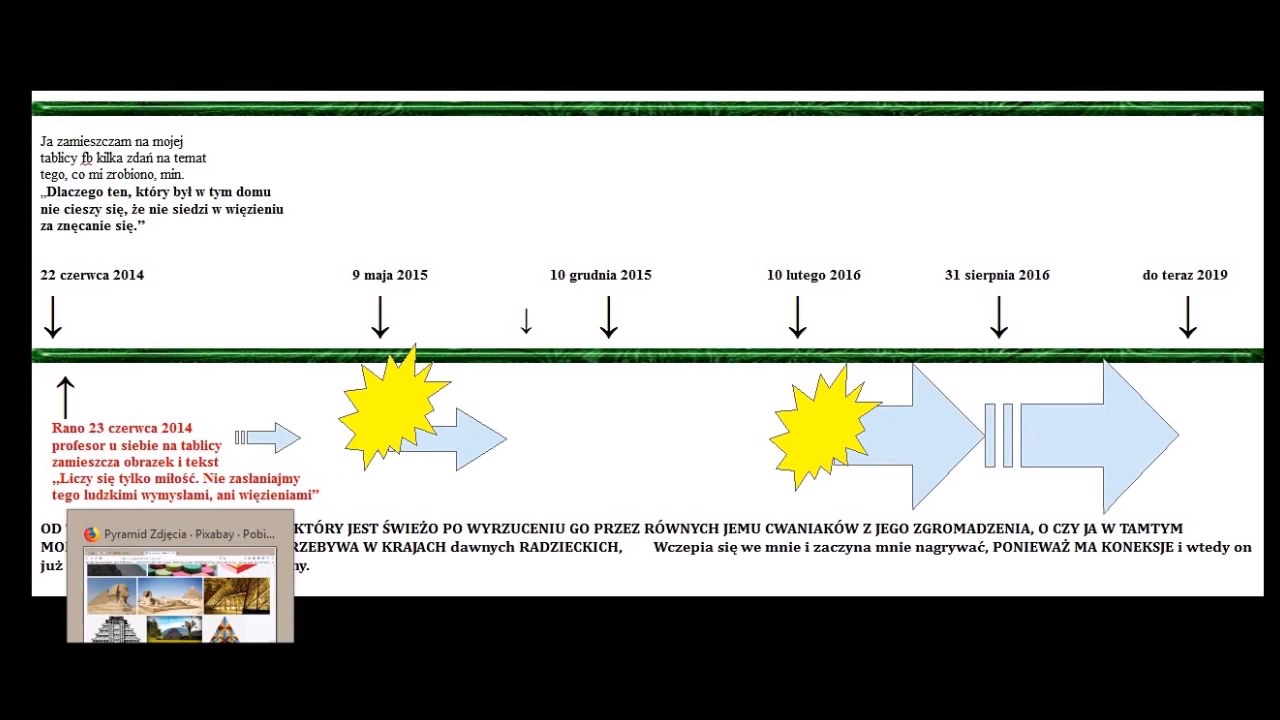 Ja zamieszczam na mojej
tablicy fb kilka zdań na temat
tego, co mi zrobiono, min.
„Dlaczego ten, który był w tym domu
nie cieszy się, że nie siedzi w więzieniu
za znęcanie się.”
22 czerwca 2014 9 maja 2015 10 grudnia 2015 10 lutego 2016 31 sierpnia 2016 do teraz 2019
Rano 23 czerwca 2014
profesor u siebie na tablicy
zamieszcza obrazek i tekst
„Liczy się tylko miłość. Nie zasłaniajmy
tego ludzkimi wymysłami, ani więzieniami”
OD KTÓRY JEST ŚWIEŻO PO WYRZUCENIU GO PRZEZ RÓWNYCH JEMU CWANIAKÓW Z JEGO ZGROMADZENIA, O CZY JA W TAMTYM
RZEBYWA W KRAJACH dawnych RADZIECKICH, Wczepia się we mnie i zaczyna mnie nagrywać, PONIEWAŻ MA KONEKSJE i wtedy on
już ny.
Pyramid Zdjęcia · Pixabay · Pobi...